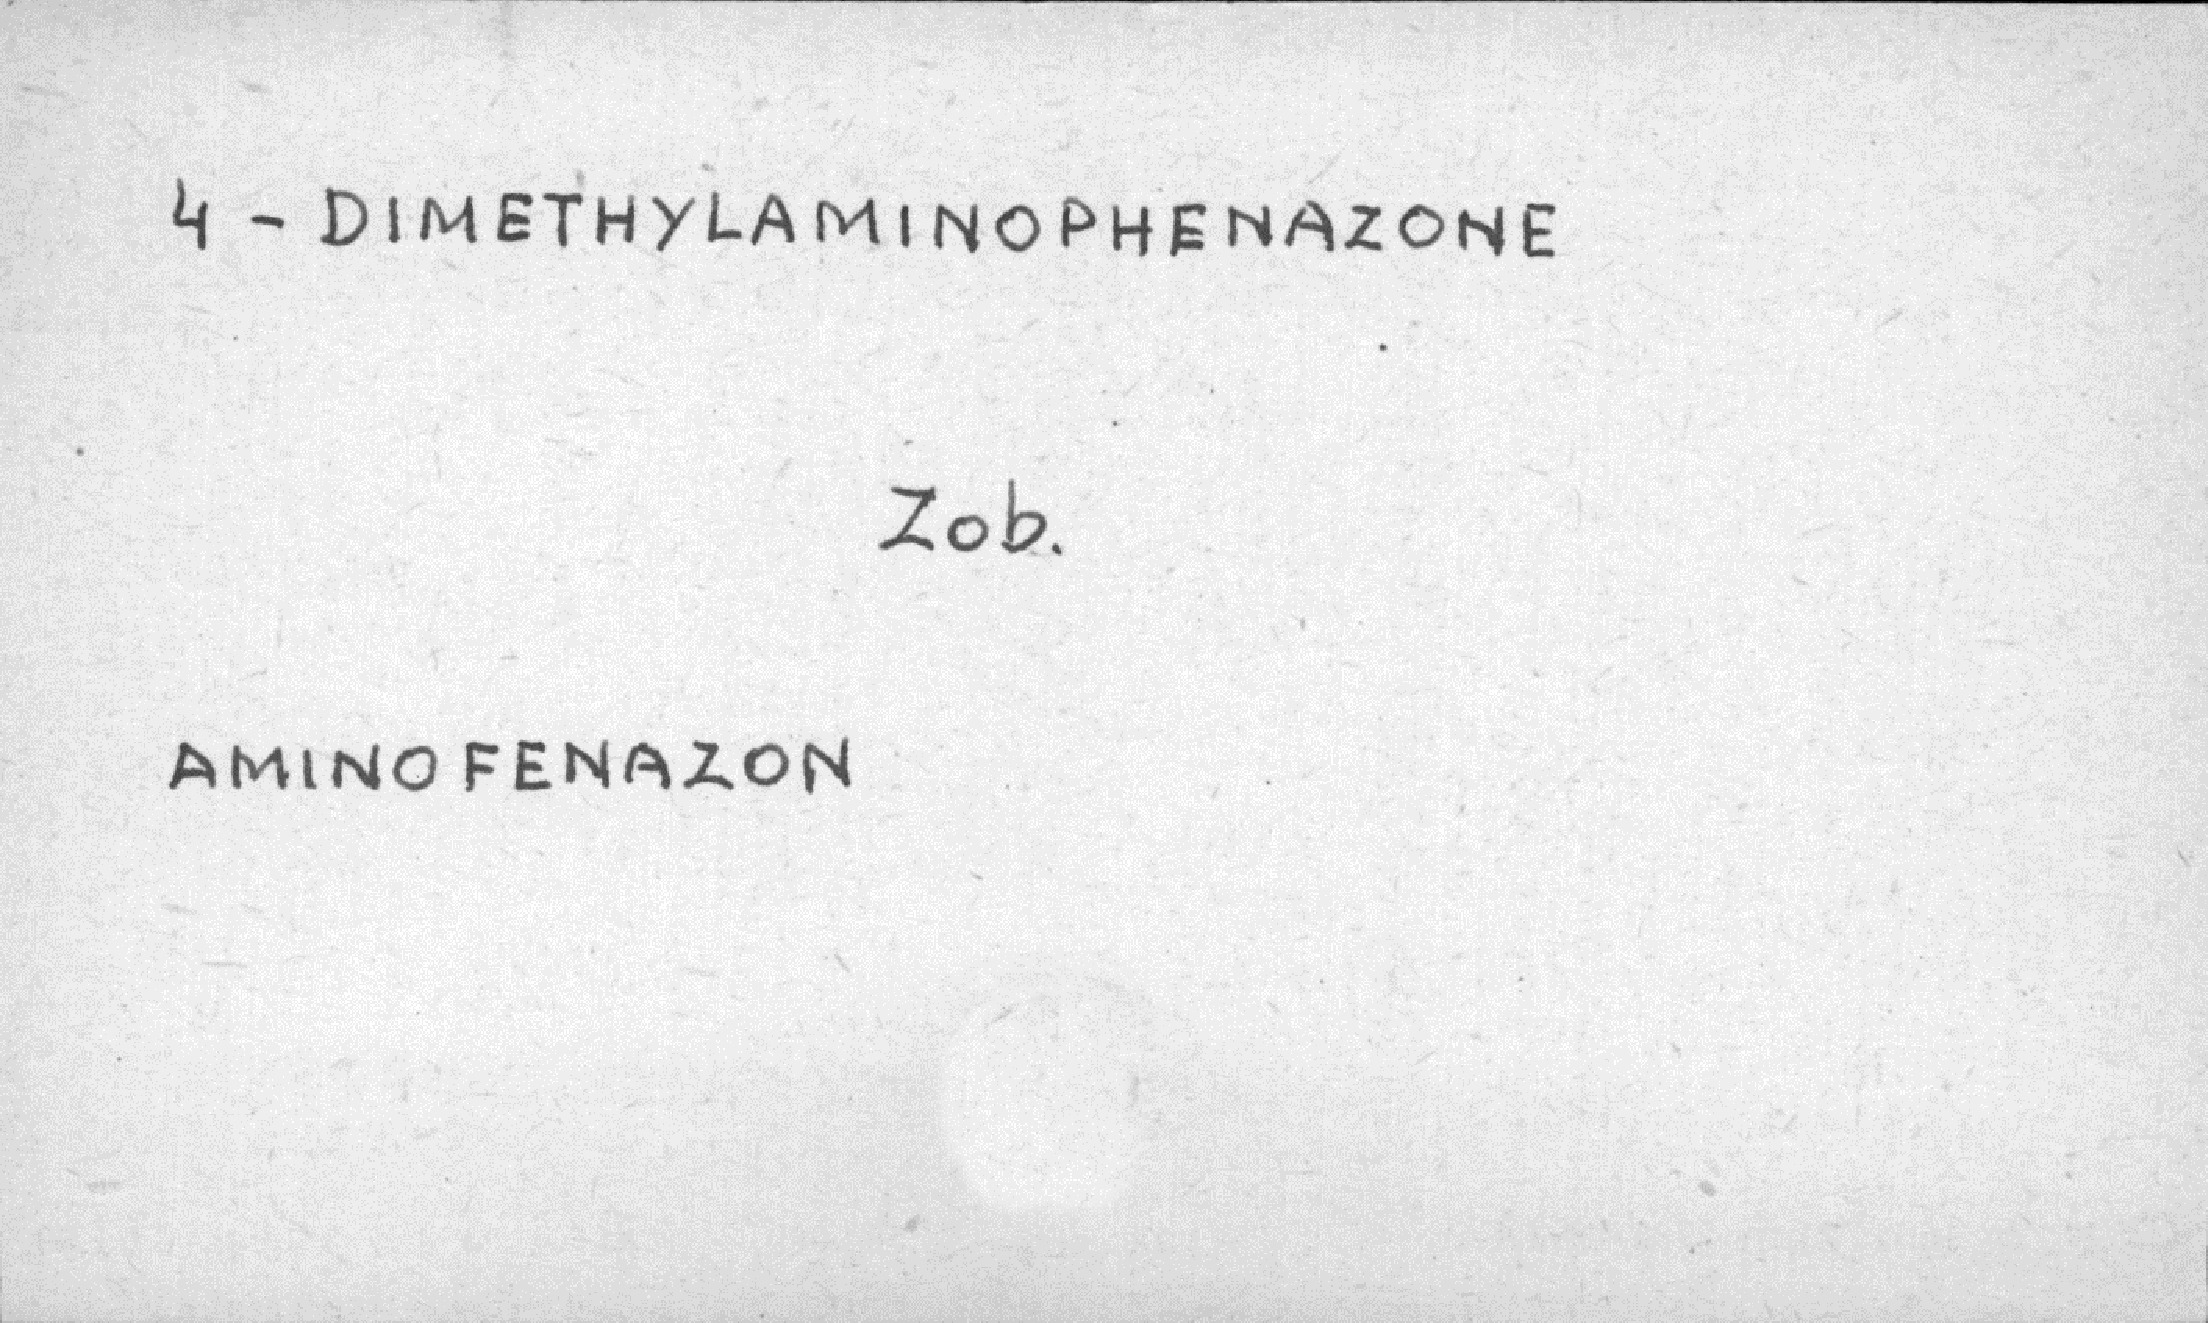 4 - DIMETHYLAMINOPHENAZONE
Zob.
AMINOFENAZON